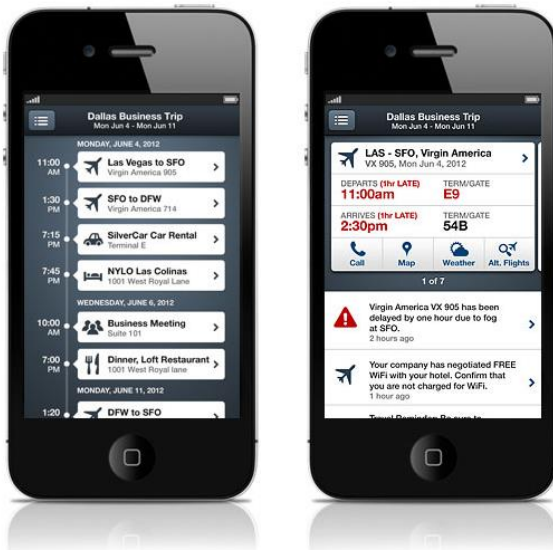 Dallas Business Trip
Mon Jun 4 - Mon Jun 11
MONDAY, JUNE 4, 2012
11:00 AM
Las Vegas to SFO
Virgin America 905
1:30 PM
SFO to DFW
Virgin America 714
7:15 PM
SilverCar Car Rental
Terminal E
7:45 PM
NYLO Las Colinas
1001 West Royal Lane
WEDNESDAY, JUNE 6, 2012
10:00 AM
Business Meeting
Suite 101
7:00 PM
Dinner, Loft Restaurant
1001 West Royal lane
MONDAY, JUNE 11, 2012
1:20
DFW to SFO
Dallas Business Trip
Mon Jun 4 - Mon Jun 11
LAS - SFO, Virgin America
VX 905, Mon Jun 4, 2012
DEPARTS (1hr LATE) TERM/GATE
11:00am E9
ARRIVES (1hr LATE) TERM/GATE
2:30pm 54B
Call Map Weather Alt. Flights
1 of 7
Virgin America VX 905 has been
delayed by one hour due to fog
at SFO.
2 hours ago
Your company has negotiated FREE
WiFi with your hotel. Confirm that
you are not charged for WiFi.
1 hour ago
Travel Reminder: Be sure to